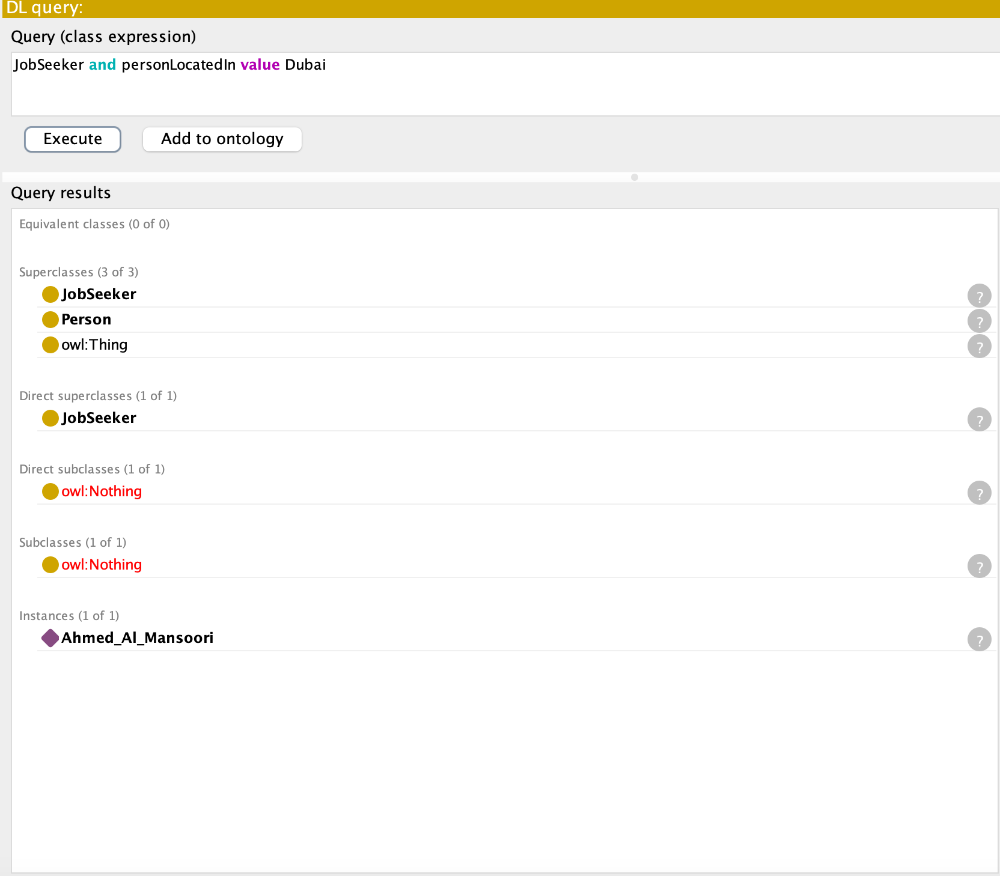 DL query:
Query (class expression)
JobSeeker and personLocatedIn value Dubai
Execute
Add to ontology
Query results
Equivalent classes (0 of 0)
Superclasses (3 of 3)
JobSeeker
?
Person
?
owl:Thing
?
Direct superclasses (1 of 1)
JobSeeker
?
Direct subclasses (1 of 1)
owl:Nothing
?
Subclasses (1 of 1)
owl:Nothing
?
Instances (1 of 1)
Ahmed_Al_Mansoori
?